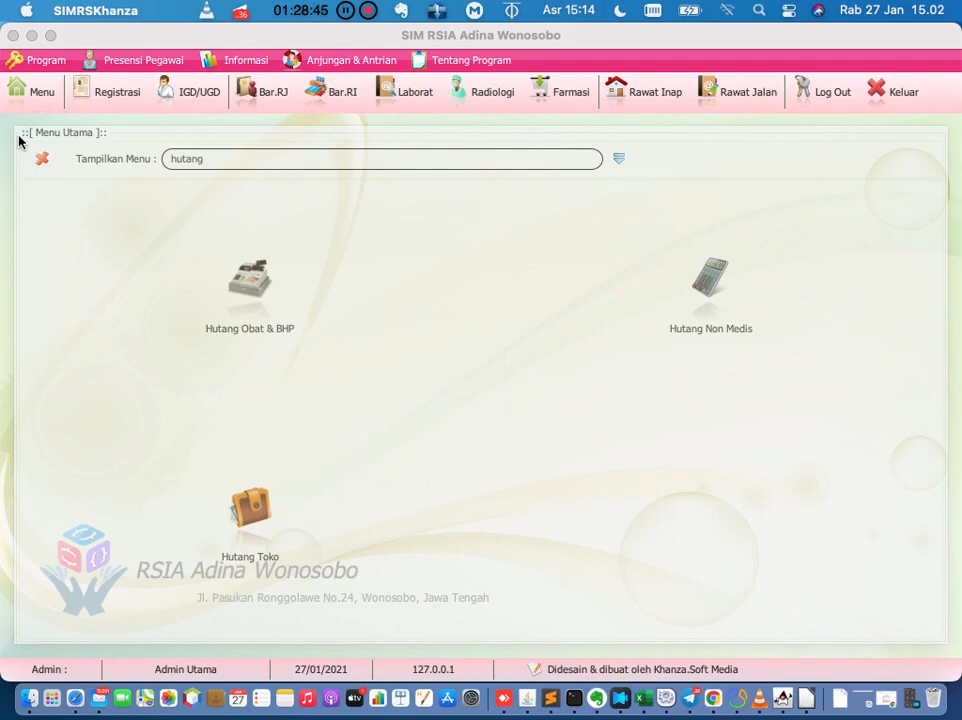 SIMRSKhanza 36 01:28:45 Asr 15:14 Rab 27 Jan 15.02
SIM RSIA Adina Wonosobo
Program Presensi Pegawai Informasi Anjungan & Antrian Tentang Program
Menu Registrasi IGD/UGD Bar.RJ Bar.RI Laborat Radiologi Farmasi Rawat Inap Rawat Jalan Log Out Keluar
::[ Menu Utama ]::
Tampilkan Menu : hutang
Hutang Obat & BHP Hutang Non Medis
Hutang Toko
RSIA Adina Wonosobo
Jl. Pasukan Ronggolawe No.24, Wonosobo, Jawa Tengah
Admin : Admin Utama 27/01/2021 127.0.0.1 Didesain & dibuat oleh Khanza.Soft Media